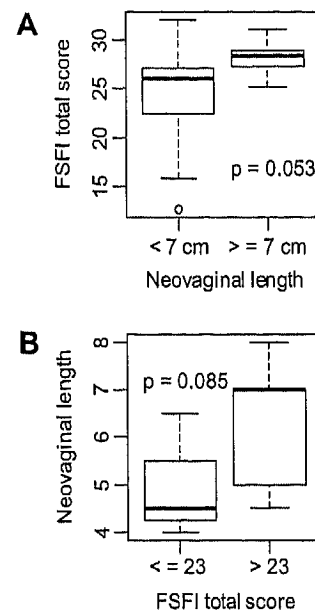 A
FSFI total score
30
25
15
p = 0.053
< 7 cm
> = 7 cm
Neovaginal length
B
Neovaginal length
8
7
6
5
4
p = 0.085
< = 23
> 23
FSFI total score